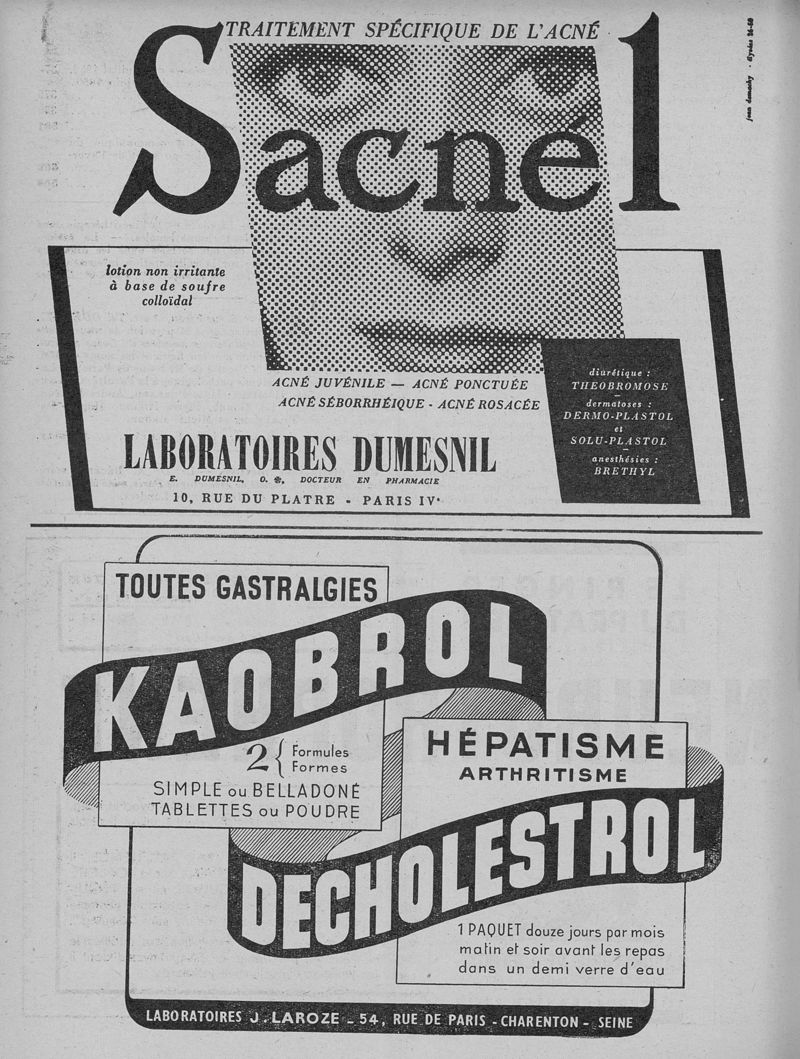 TRAITEMENT SPÉCIFIQUE DE L'ACNÉ
Sacnél
lotion non irritante
à base de soufre
colloïdal
ACNÉ JUVÉNILE — ACNÉ PONCTUÉE
ACNÉ SÉBORRHÉIQUE - ACNÉ ROSACÉE
diurétique :
THEOBROMOSE
dermatoses :
DERMO-PLASTOL
et
SOLU-PLASTOL
anesthésies :
BRETHYL
LABORATOIRES DUMESNIL
E. DUMESNIL, O. ✽, DOCTEUR EN PHARMACIE
10, RUE DU PLATRE - PARIS IVᵉ
TOUTES GASTRALGIES
KAOBROL
2 { Formules
Formes
SIMPLE ou BELLADONÉ
TABLETTES ou POUDRE
HÉPATISME
ARTHRITISME
DECHOLESTROL
1 PAQUET douze jours par mois
matin et soir avant les repas
dans un demi verre d'eau
LABORATOIRES J. LAROZE - 54, RUE DE PARIS - CHARENTON - SEINE